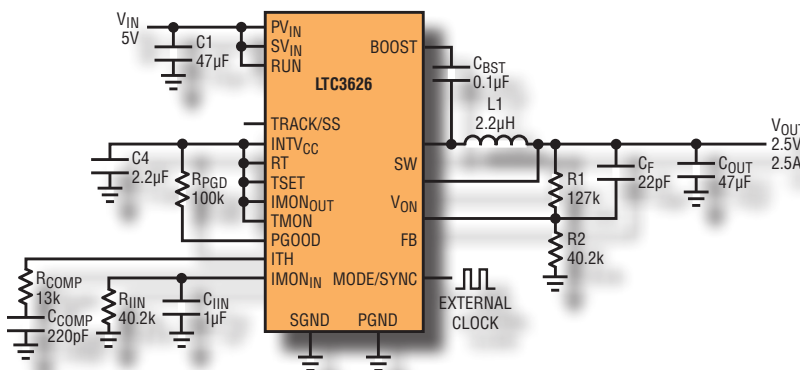 VIN
5V
C1
47µF
PVIN
SVIN
RUN
LTC3626
BOOST
CBST
0.1µF
L1
2.2µH
VOUT
2.5V
2.5A
TRACK/SS
INTVCC
RT
TSET
IMONOUT
TMON
PGOOD
ITH
IMONIN
C4
2.2µF
RPGD
100k
SW
VON
FB
MODE/SYNC
R1
127k
CF
22pF
COUT
47µF
R2
40.2k
RCOMP
13k
CCOMP
220pF
RIIN
40.2k
CIIN
1µF
SGND
PGND
EXTERNAL
CLOCK